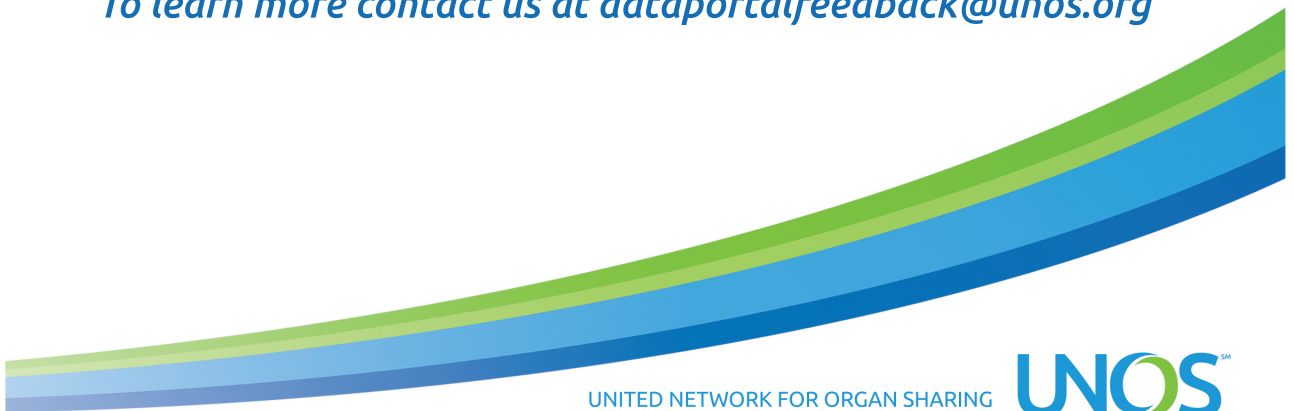 To learn more contact us at dataportalfeedback@unos.org
UNITED NETWORK FOR ORGAN SHARING UNOS SM